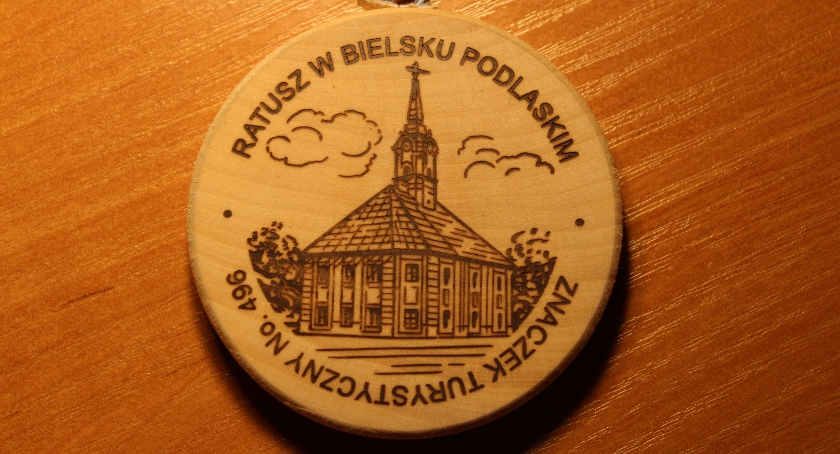 RATUSZ W BIELSKU PODLASKIM
ZNACZEK TURYSTYCZNY No. 496